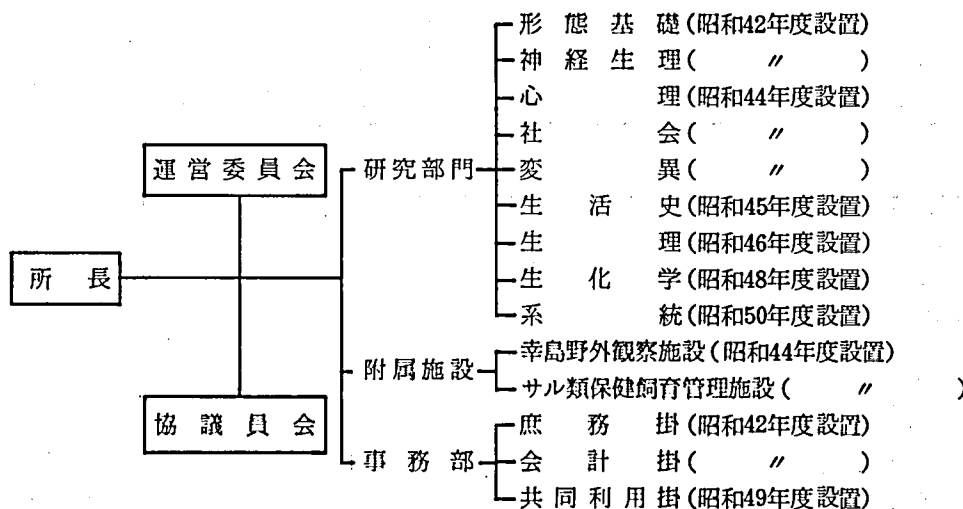 形態基礎(昭和42年度設置)
神経生理( 〃 )
心理(昭和44年度設置)
社会( 〃 )
運営委員会
研究部門
変異( 〃 )
生活史(昭和45年度設置)
生理(昭和46年度設置)
所長
生化学(昭和48年度設置)
系統(昭和50年度設置)
幸島野外観察施設(昭和44年度設置)
附属施設
サル類保健飼育管理施設( 〃 )
協議員会
庶務掛(昭和42年度設置)
事務部
会計掛( 〃 )
共同利用掛(昭和49年度設置)